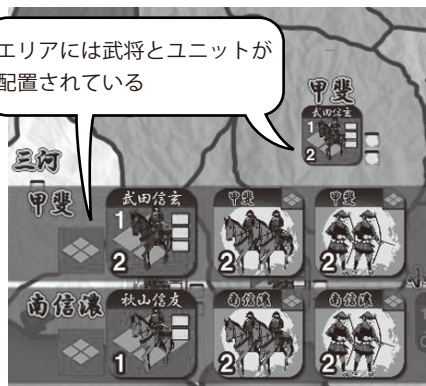 エリアには武将とユニットが
配置されている
甲斐
武田信玄
1
2
三河
甲斐
武田信玄
1
2
甲斐
2
甲斐
2
南信濃
秋山信友
1
南信濃
2
南信濃
2
小